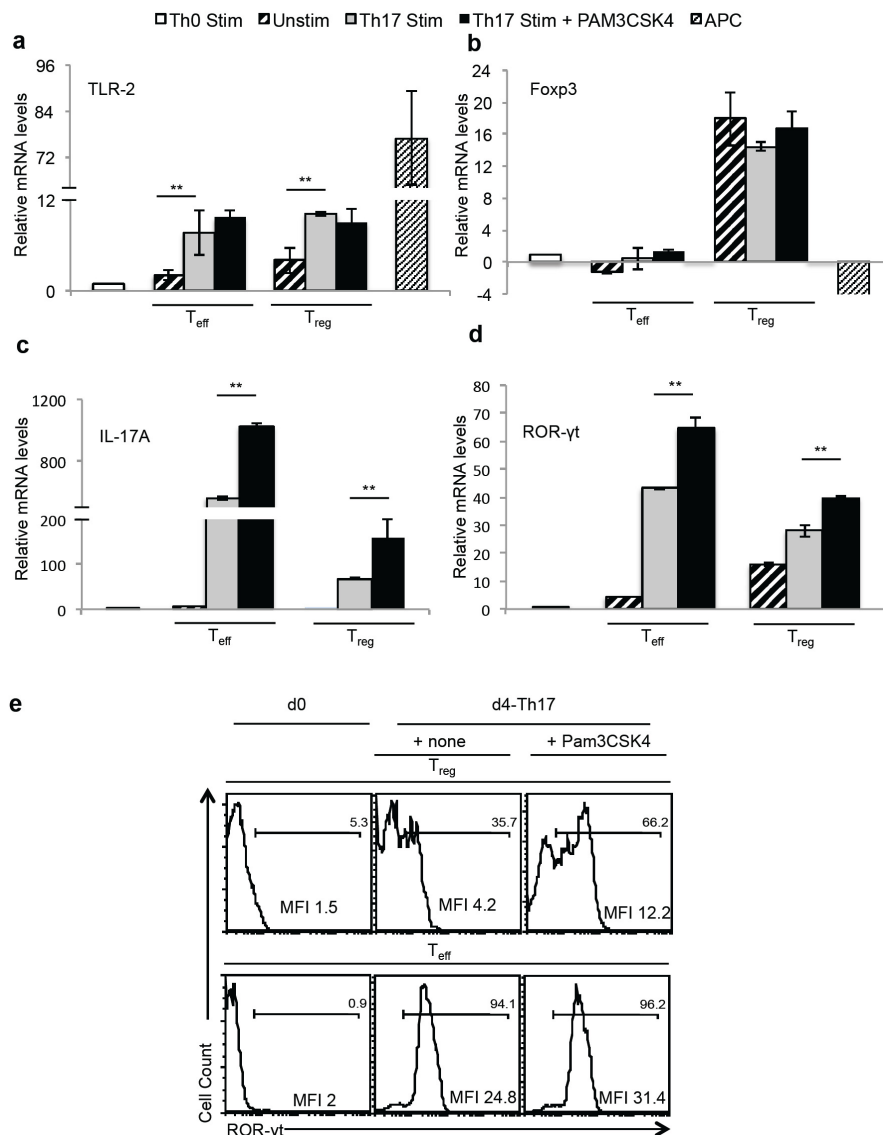 Th0 Stim Unstim Th17 Stim Th17 Stim + PAM3CSK4 APC
a
TLR-2
Relative mRNA levels
96
84
72
12
0
**
**
Teff
Treg
b
Foxp3
Relative mRNA levels
24
20
16
12
8
4
0
-4
Teff
Treg
c
IL-17A
Relative mRNA levels
1200
800
200
100
0
**
**
Teff
Treg
d
ROR-γt
Relative mRNA levels
80
70
60
50
40
30
20
10
0
**
**
Teff
Treg
e
d0
d4-Th17
+ none
+ Pam3CSK4
Treg
5.3
MFI 1.5
35.7
MFI 4.2
66.2
MFI 12.2
Teff
0.9
MFI 2
94.1
MFI 24.8
96.2
MFI 31.4
Cell Count
ROR-γt